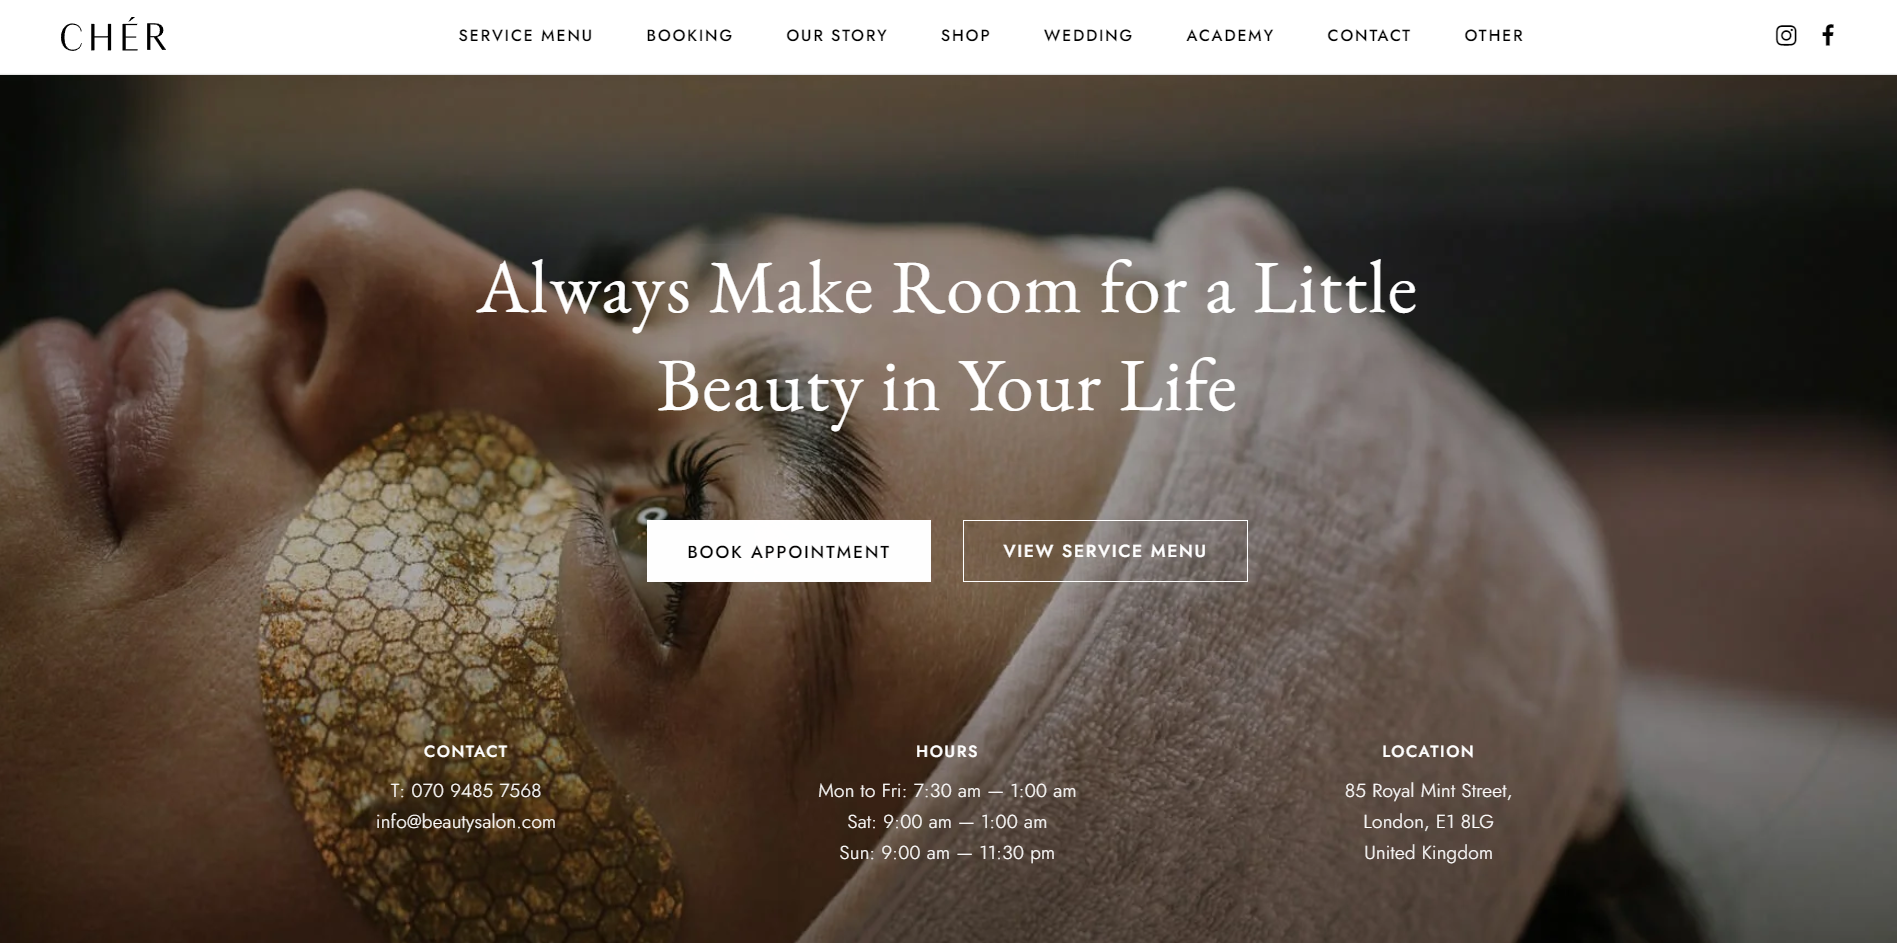 CHÉR
SERVICE MENU BOOKING OUR STORY SHOP WEDDING ACADEMY CONTACT OTHER
Always Make Room for a Little
Beauty in Your Life
BOOK APPOINTMENT
VIEW SERVICE MENU
CONTACT
T: 070 9485 7568
info@beautysalon.com
HOURS
Mon to Fri: 7:30 am — 1:00 am
Sat: 9:00 am — 1:00 am
Sun: 9:00 am — 11:30 pm
LOCATION
85 Royal Mint Street,
London, E1 8LG
United Kingdom